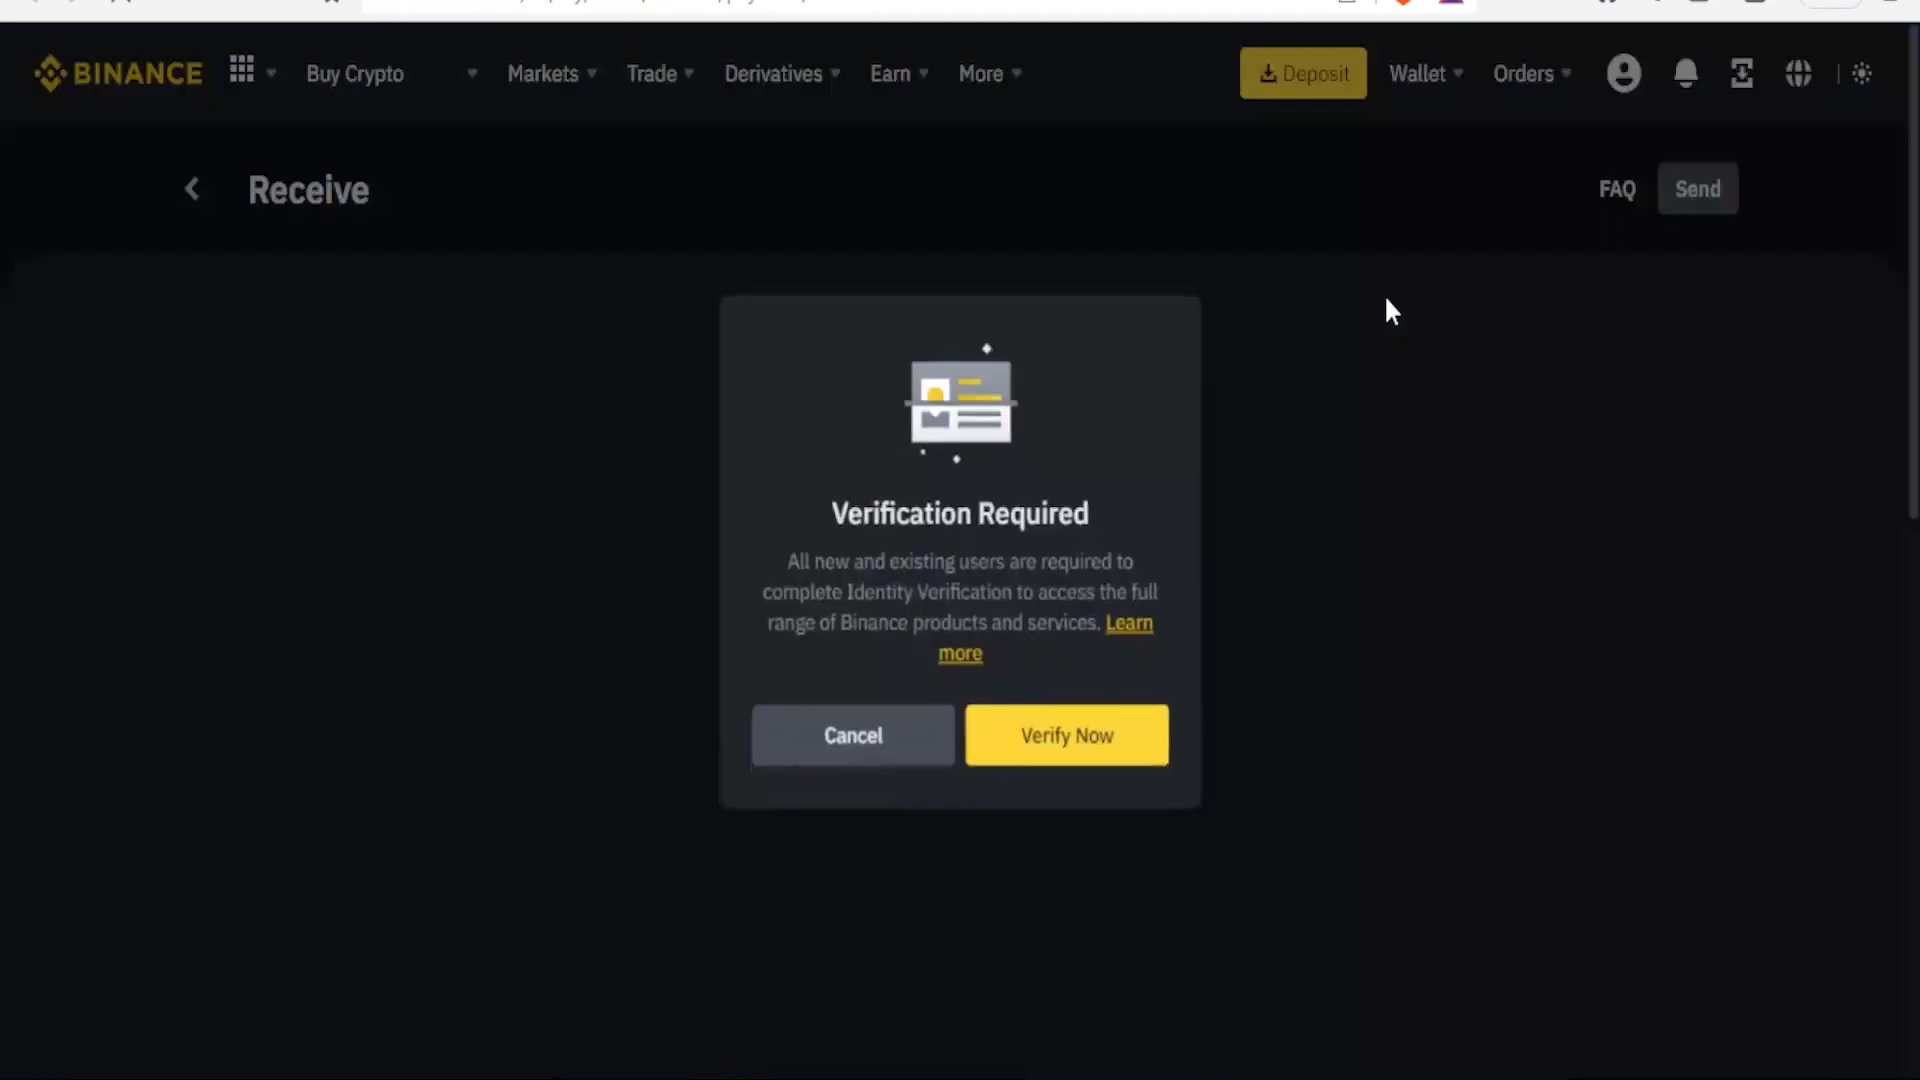 BINANCE Buy Crypto Markets Trade Derivatives Earn More Deposit Wallet Orders
Receive FAQ Send
Verification Required
All new and existing users are required to
complete Identity Verification to access the full
range of Binance products and services. Learn
more
Cancel Verify Now